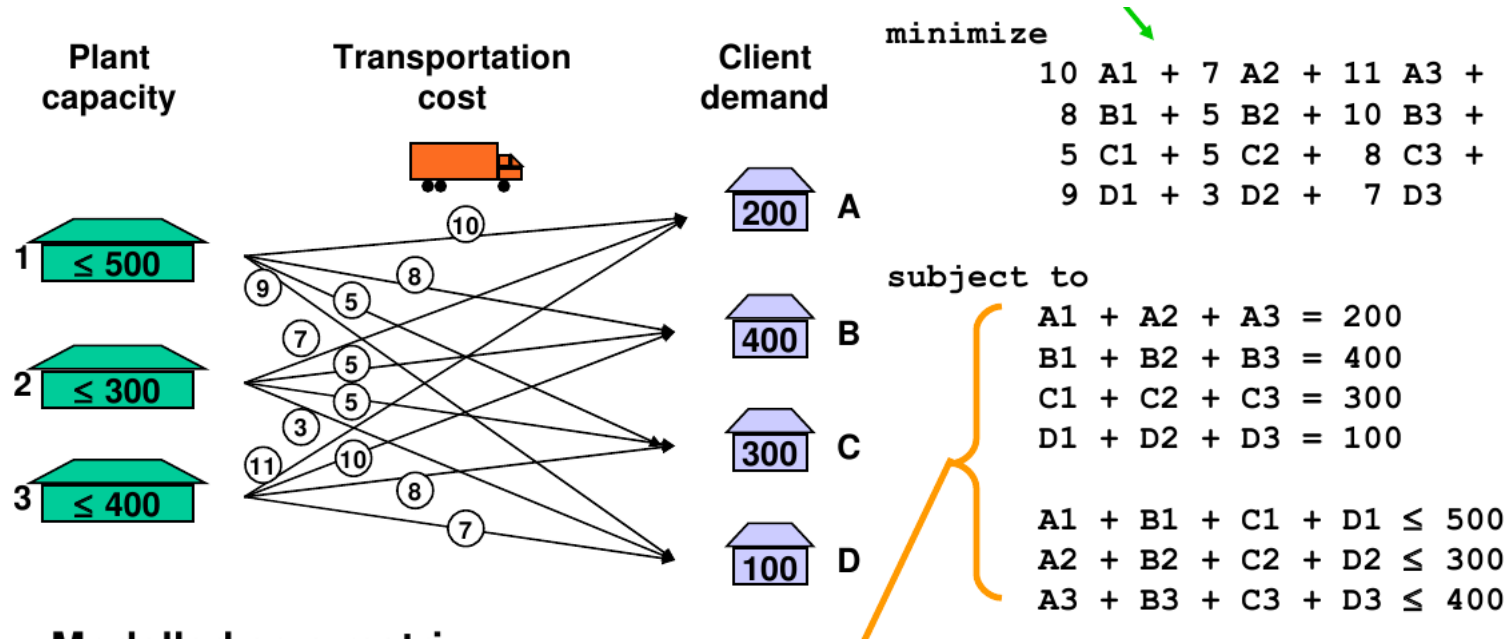 Plant
capacity
Transportation
cost
Client
demand
1
≤ 500
2
≤ 300
3
≤ 400
10
8
9
5
7
5
5
3
11
10
8
7
200 A
400 B
300 C
100 D
minimize
10 A1 + 7 A2 + 11 A3 +
8 B1 + 5 B2 + 10 B3 +
5 C1 + 5 C2 + 8 C3 +
9 D1 + 3 D2 + 7 D3
subject to
A1 + A2 + A3 = 200
B1 + B2 + B3 = 400
C1 + C2 + C3 = 300
D1 + D2 + D3 = 100
A1 + B1 + C1 + D1 ≤ 500
A2 + B2 + C2 + D2 ≤ 300
A3 + B3 + C3 + D3 ≤ 400